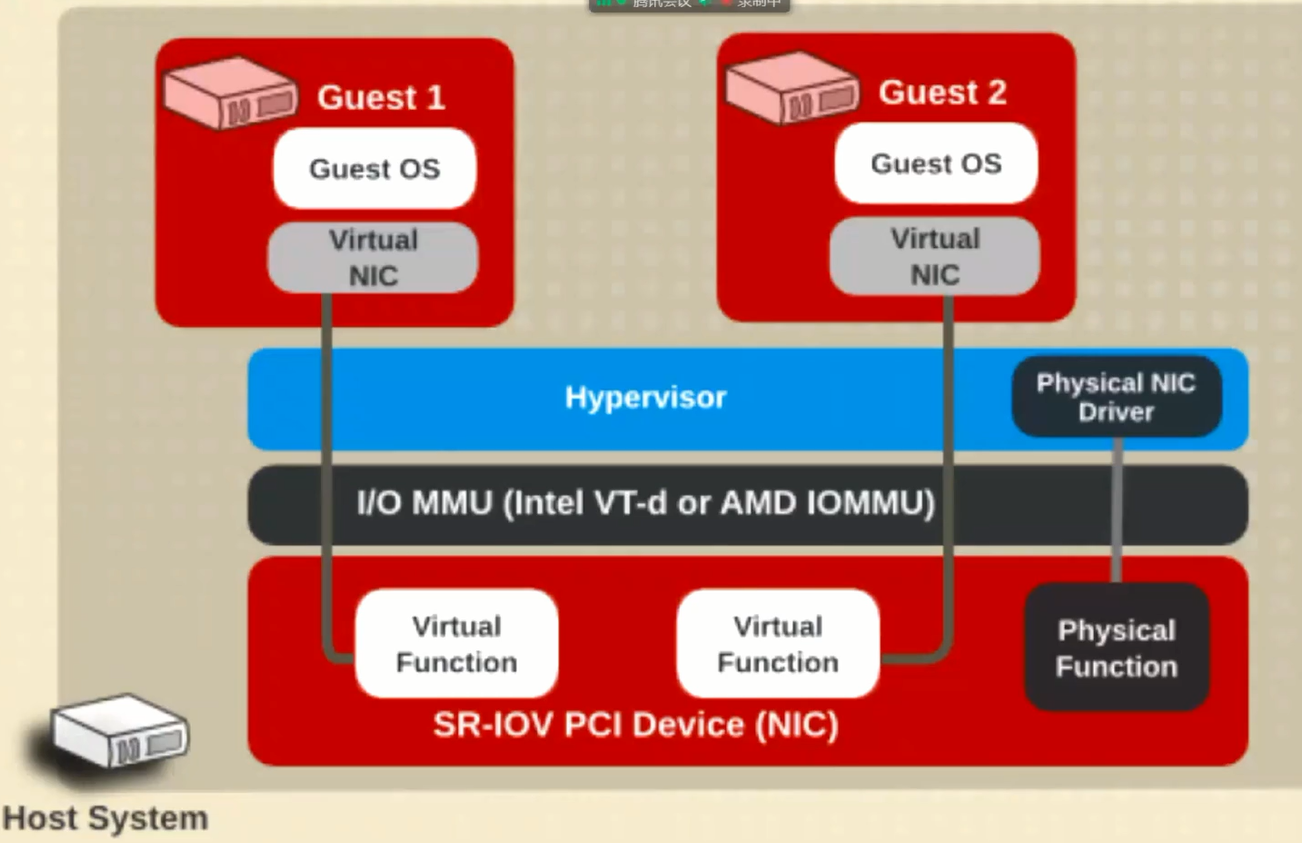 腾讯会议 录制中
Guest 1
Guest OS
Virtual
NIC
Guest 2
Guest OS
Virtual
NIC
Hypervisor
Physical NIC
Driver
I/O MMU (Intel VT-d or AMD IOMMU)
Virtual
Function
Virtual
Function
Physical
Function
SR-IOV PCI Device (NIC)
Host System